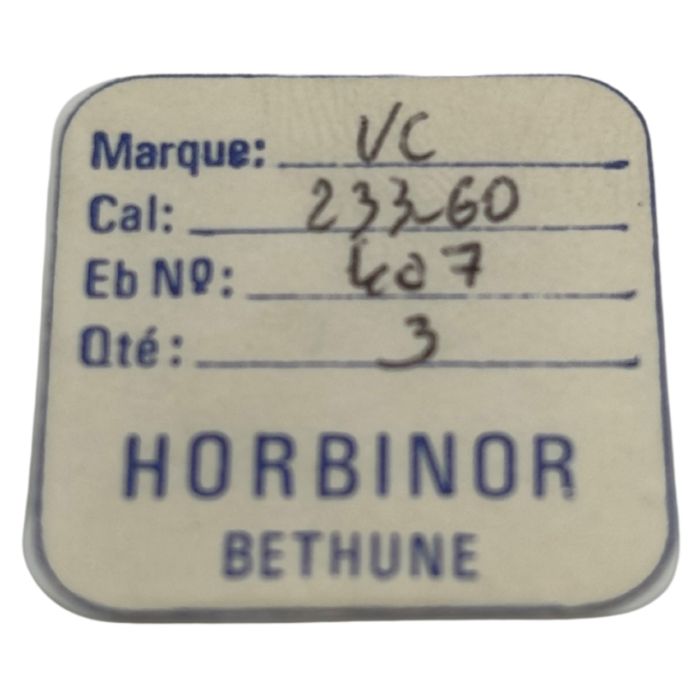 Marque: VC
Cal: 233-60
Eb Nº: 407
Qté: 3
HORBINOR
BETHUNE